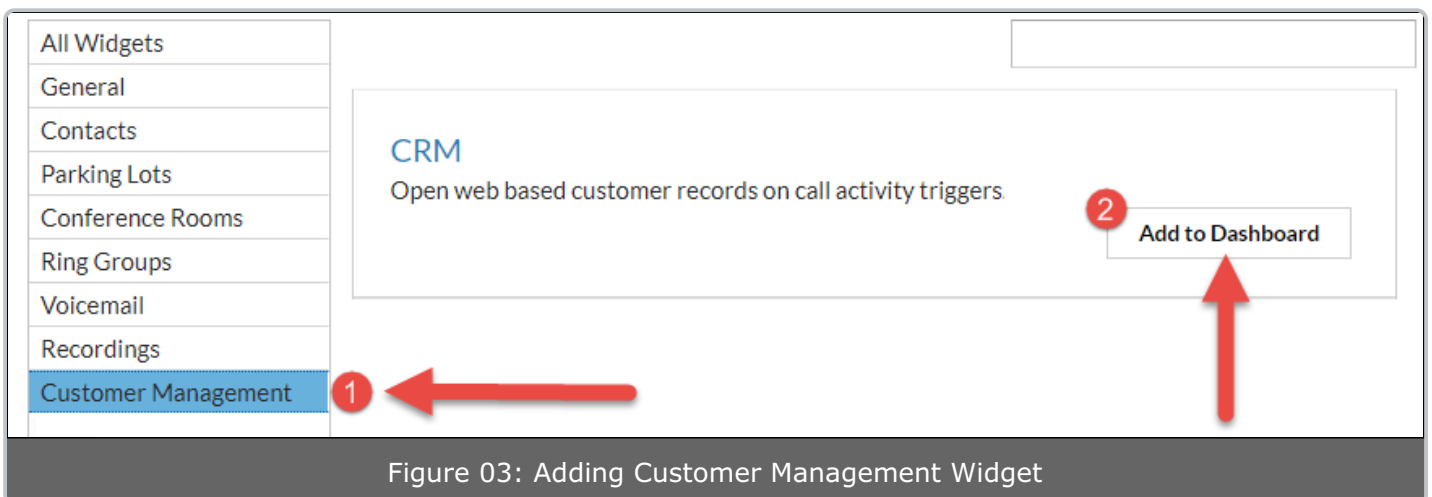 All Widgets
General
Contacts
Parking Lots
Conference Rooms
Ring Groups
Voicemail
Recordings
Customer Management
1
CRM
Open web based customer records on call activity triggers.
2
Add to Dashboard
Figure 03: Adding Customer Management Widget